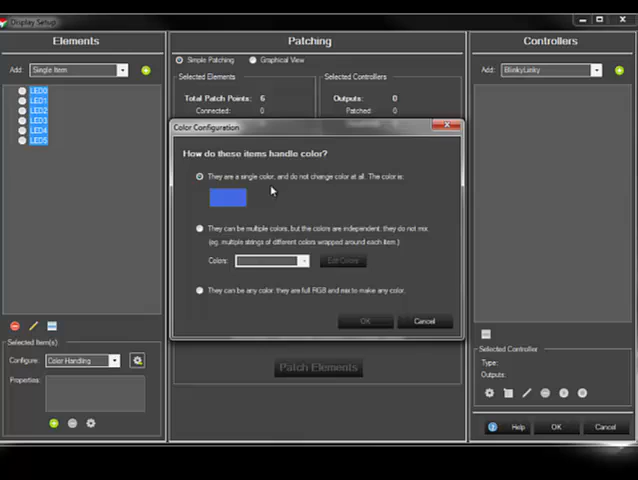 Display Setup
Elements
Patching
Controllers
Add: Single Item
Simple Patching
Graphical View
Add: BlinkyLinky
Selected Elements
Selected Controllers
LED0
LED1
LED2
LED3
LED4
LED5
Total Patch Points: 6
Outputs: 0
Connected: 0
Patched: 0
Color Configuration
How do these items handle color?
They are a single color, and do not change color at all. The color is:
They can be multiple colors, but the colors are independent; they do not mix
(eg. multiple strings of different colors wrapped around each item.)
Colors:
Edit Colors
They can be any color: they are full RGB and mix to make any color.
OK
Cancel
Selected Item(s)
Configure: Color Handling
Properties:
Patch Elements
Selected Controller
Type:
Outputs:
Help
OK
Cancel